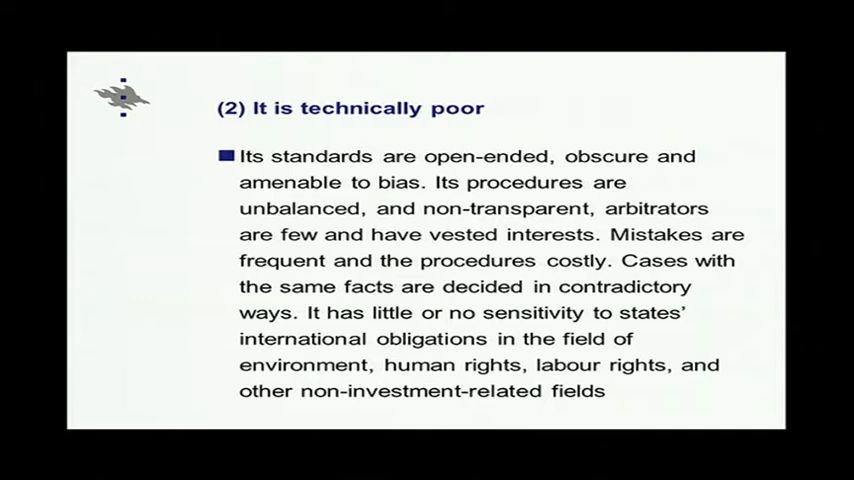 (2) It is technically poor
Its standards are open-ended, obscure and
amenable to bias. Its procedures are
unbalanced, and non-transparent, arbitrators
are few and have vested interests. Mistakes are
frequent and the procedures costly. Cases with
the same facts are decided in contradictory
ways. It has little or no sensitivity to states'
international obligations in the field of
environment, human rights, labour rights, and
other non-investment-related fields